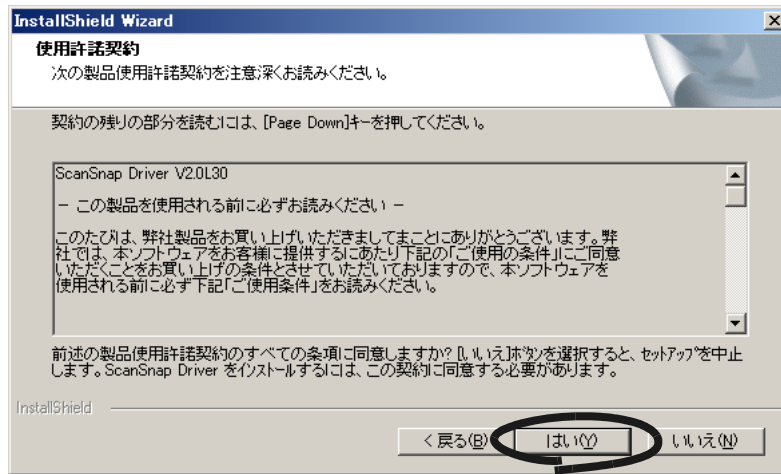 InstallShield Wizard
使用許諾契約
次の製品使用許諾契約を注意深くお読みください。
契約の残りの部分を読むには、[Page Down]キーを押してください。
ScanSnap Driver V2.0L30
－ この製品を使用される前に必ずお読みください －
このたびは、弊社製品をお買い上げいただきましてまことにありがとうございます。弊
社では、本ソフトウェアをお客様に提供するにあたり下記の「ご使用の条件」にご同意
いただくことをお買い上げの条件とさせていただいておりますので、本ソフトウェアを
使用される前に必ず下記「ご使用条件」をお読みください。
前述の製品使用許諾契約のすべての条項に同意しますか? [いいえ]ﾎﾞﾀﾝを選択すると、ｾｯﾄｱｯﾌﾟを中止
します。ScanSnap Driver をｲﾝｽﾄｰﾙするには、この契約に同意する必要があります。
InstallShield
< 戻る(B)
はい(Y)
いいえ(N)